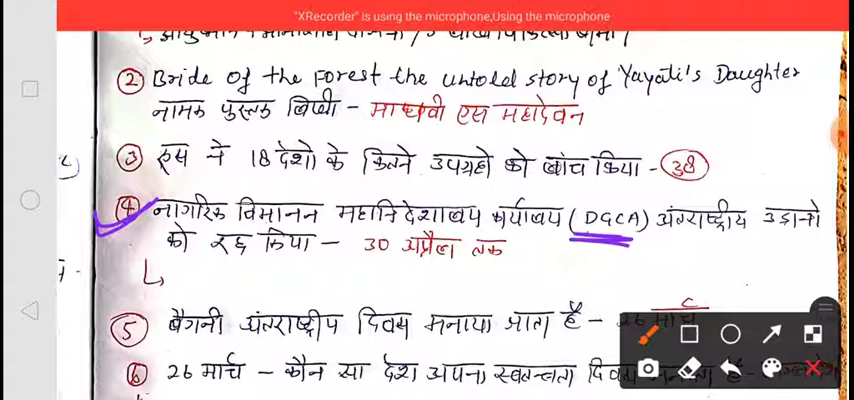 "XRecorder" is using the microphone,Using the microphone
② Bride of the Forest the untold story of Yayati's Daughter
नामक पुस्तक लिखी - माधवी एस महादेवन
③ रूस ने 18 देशो के कितने उपग्रहो को लांच किया - 38
④ नागरिक विमानन महानिदेशालय कार्यालय (DGCA) अंतराष्ट्रीय उडानो
को रद्द किया - 30 अप्रैल तक
⑤ बैगनी अंतराष्ट्रीय दिवस मनाया जाता है - 26 मार्च
⑥ 26 मार्च - कौन सा देश अपना स्वतन्त्रता